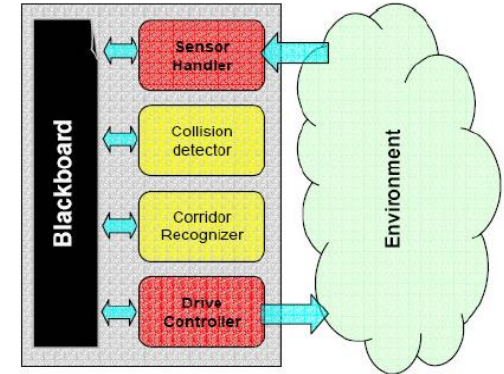 Blackboard
Sensor
Handler
Collision
detector
Corridor
Recognizer
Drive
Controller
Environment